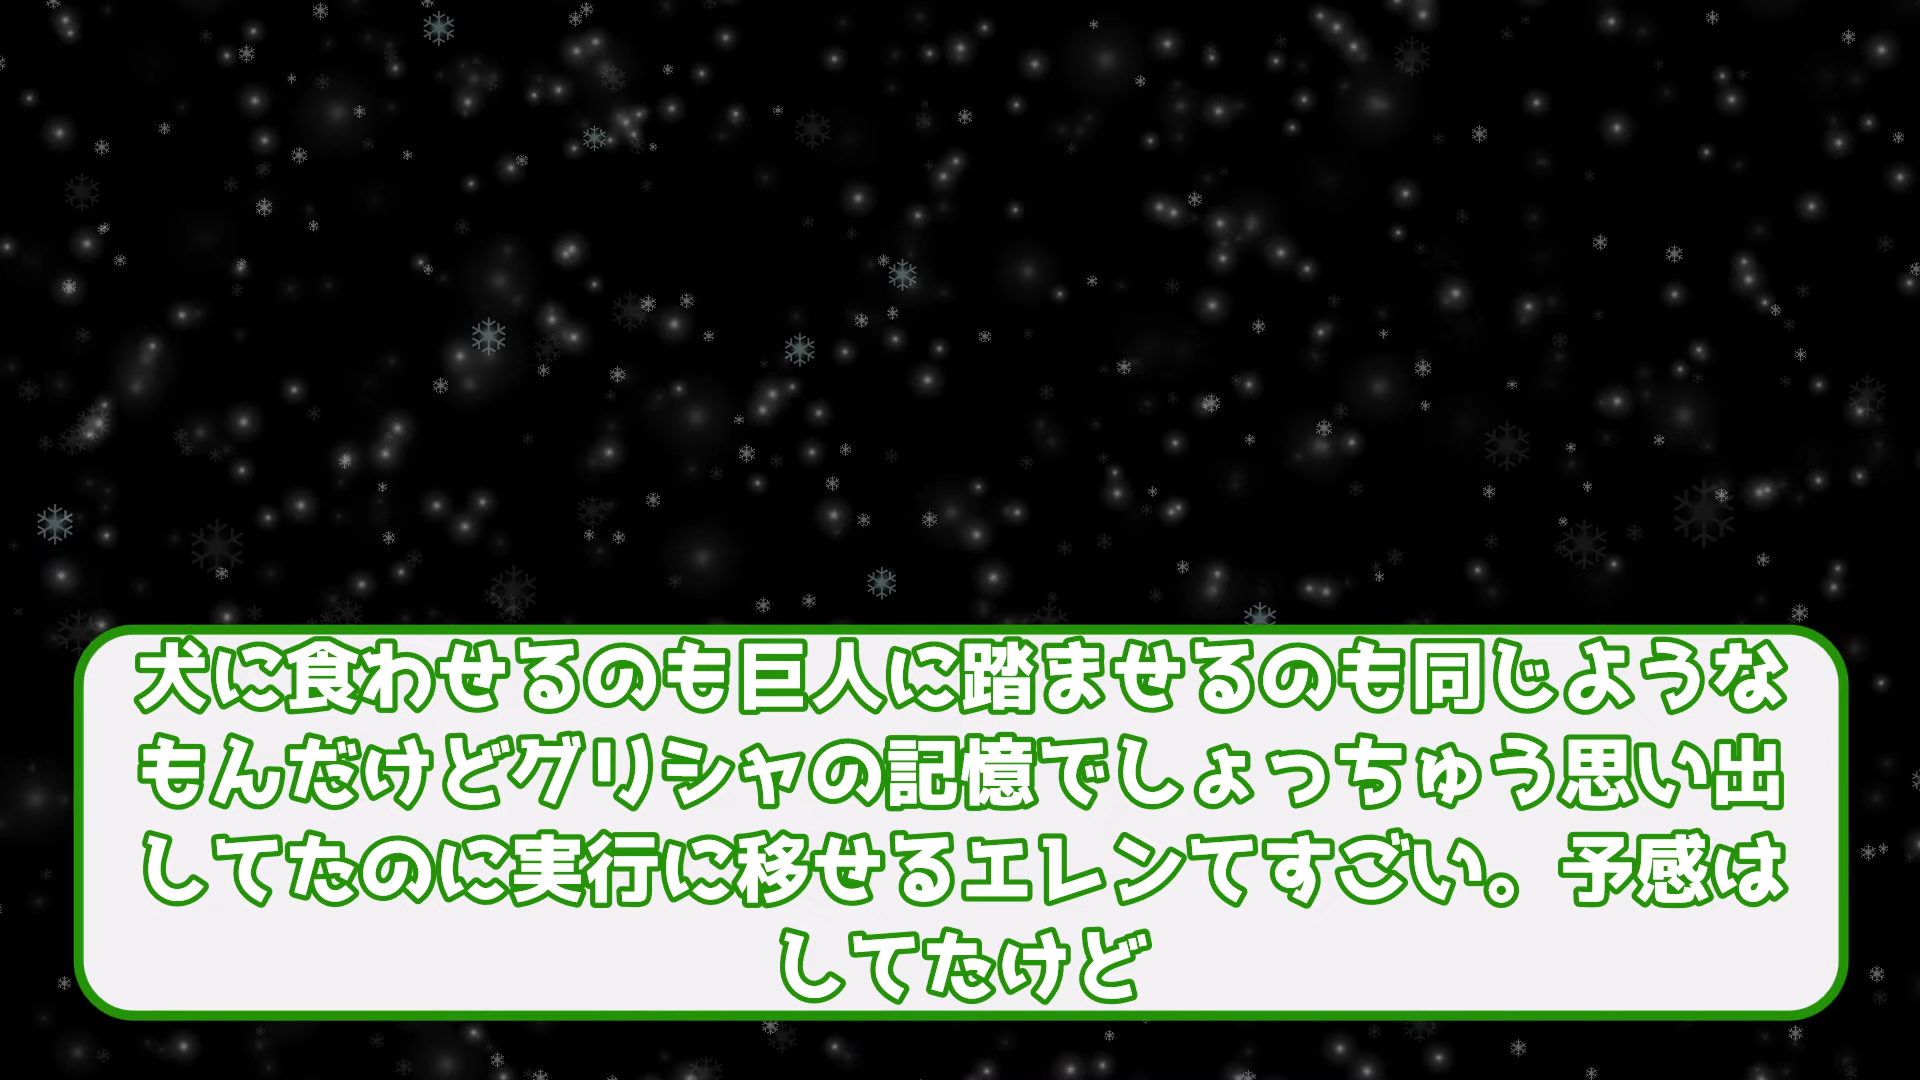 犬に食わせるのも巨人に踏ませるのも同じような
もんだけどグリシャの記憶でしょっちゅう思い出
してたのに実行に移せるエレンてすごい。予感は
してたけど